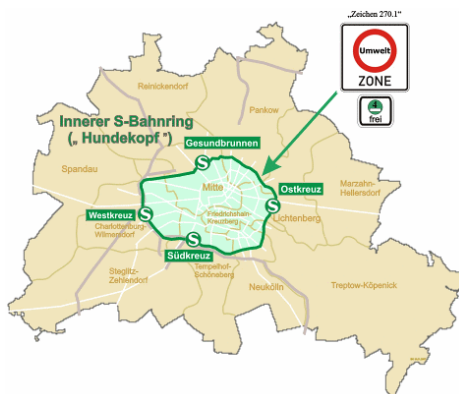 „Zeichen 270.1"
Umwelt
ZONE
4
frei
Reinickendorf
Pankow
Innerer S-Bahnring
(„ Hundekopf ")
Gesundbrunnen
S
Spandau
Mitte
Ostkreuz
S
Marzahn-
Hellersdorf
Friedrichshain-
Kreuzberg
Lichtenberg
Westkreuz
S
Charlottenburg-
Wilmersdorf
S
Südkreuz
Steglitz-
Zehlendorf
Tempelhof-
Schöneberg
Neukölln
Treptow-Köpenick